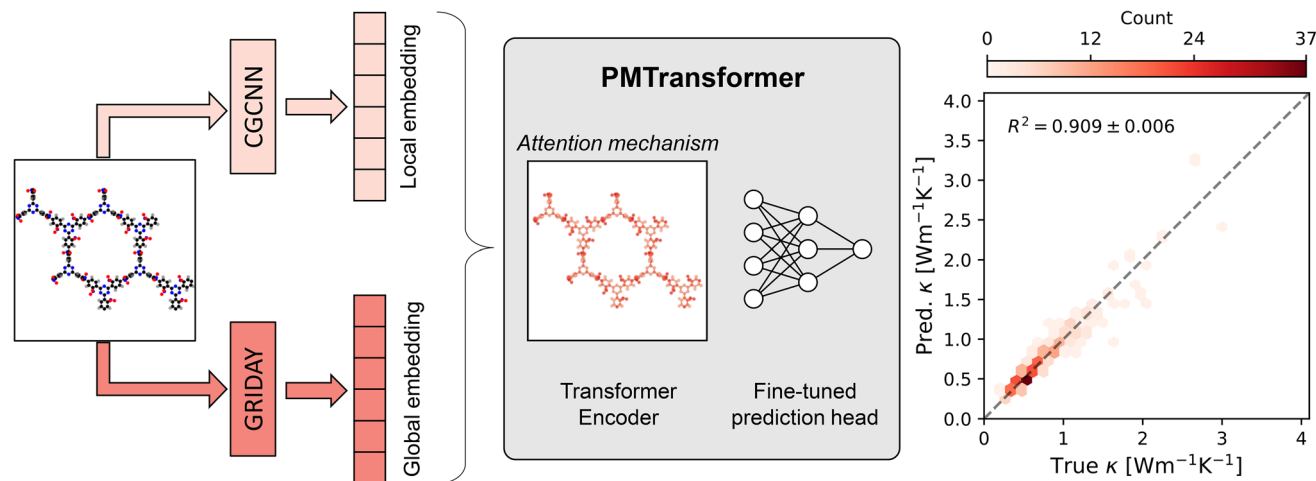 CGCNN
Local embedding
GRIDAY
Global embedding
PMTransformer
Attention mechanism
Transformer
Encoder
Fine-tuned
prediction head
Count
0 12 24 37
R² = 0.909 ± 0.006
Pred. κ [Wm⁻¹K⁻¹]
4.0
3.5
3.0
2.5
2.0
1.5
1.0
0.5
0.0
0 1 2 3 4
True κ [Wm⁻¹K⁻¹]